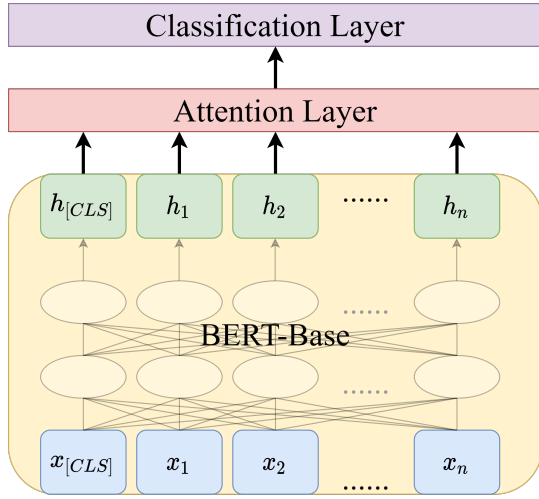 Classification Layer
Attention Layer
h[CLS] h1 h2 ...... hn
......
BERT-Base
......
x[CLS] x1 x2 ...... xn